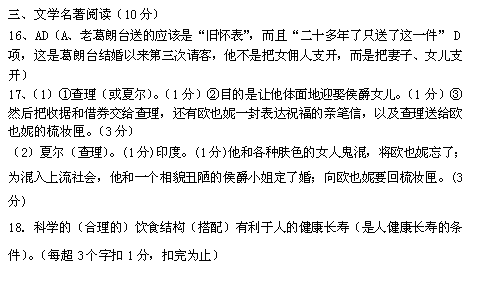 三、文学名著阅读（10 分）
16、AD（A、老葛朗台送的应该是“旧怀表”，而且“二十多年了只送了这一件” D
项，这是葛朗台结婚以来第三次请客，他不是把女佣人支开，而是把妻子、女儿支
开）
17、（1）①查理（或夏尔）。（1 分）②目的是让他体面地迎娶侯爵女儿。（1 分）③
然后把收据和借券交给查理，还有欧也妮一封表达祝福的亲笔信，以及查理送给欧
也妮的梳妆匣。（3 分）
（2）夏尔（查理）。（1分）印度。（1分）他和各种肤色的女人鬼混，将欧也妮忘了；
为混入上流社会，他和一个相貌丑陋的侯爵小姐定了婚；向欧也妮要回梳妆匣。（3
分）
18. 科学的（合理的）饮食结构（搭配）有利于人的健康长寿（是人健康长寿的条
件）。（每超 3 个字扣 1 分，扣完为止）